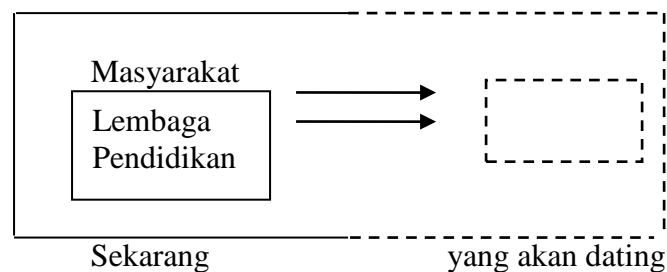 Masyarakat
Lembaga
Pendidikan
Sekarang yang akan dating